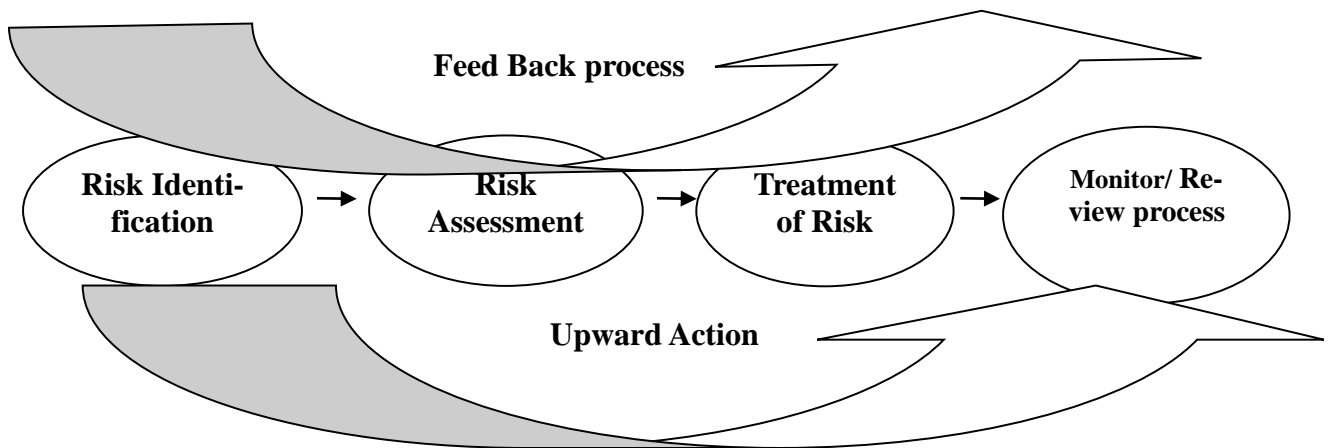 Feed Back process
Risk Identi-
fication
Risk
Assessment
Treatment
of Risk
Monitor/ Re-
view process
Upward Action